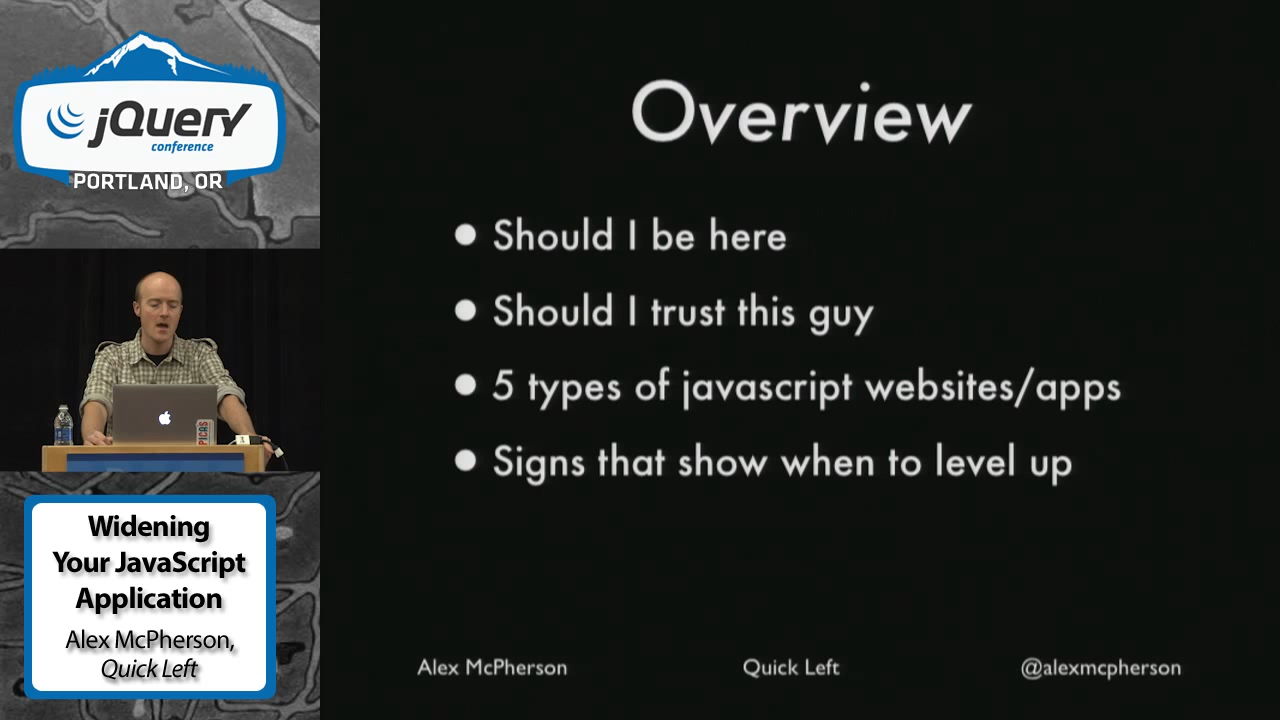 jQuery
conference
PORTLAND, OR
PICAS
Widening
Your JavaScript
Application
Alex McPherson,
Quick Left
Overview
• Should I be here
• Should I trust this guy
• 5 types of javascript websites/apps
• Signs that show when to level up
Alex McPherson Quick Left @alexmcpherson